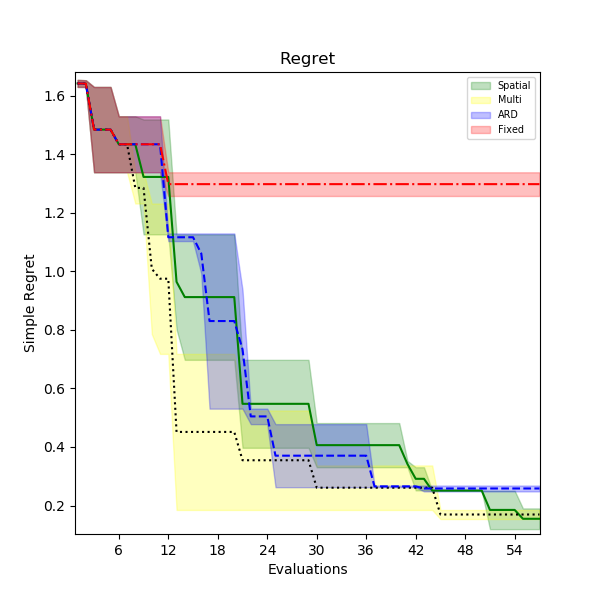 Regret
Spatial
Multi
ARD
Fixed
1.6
1.4
1.2
1.0
0.8
0.6
0.4
0.2
Simple Regret
6 12 18 24 30 36 42 48 54
Evaluations